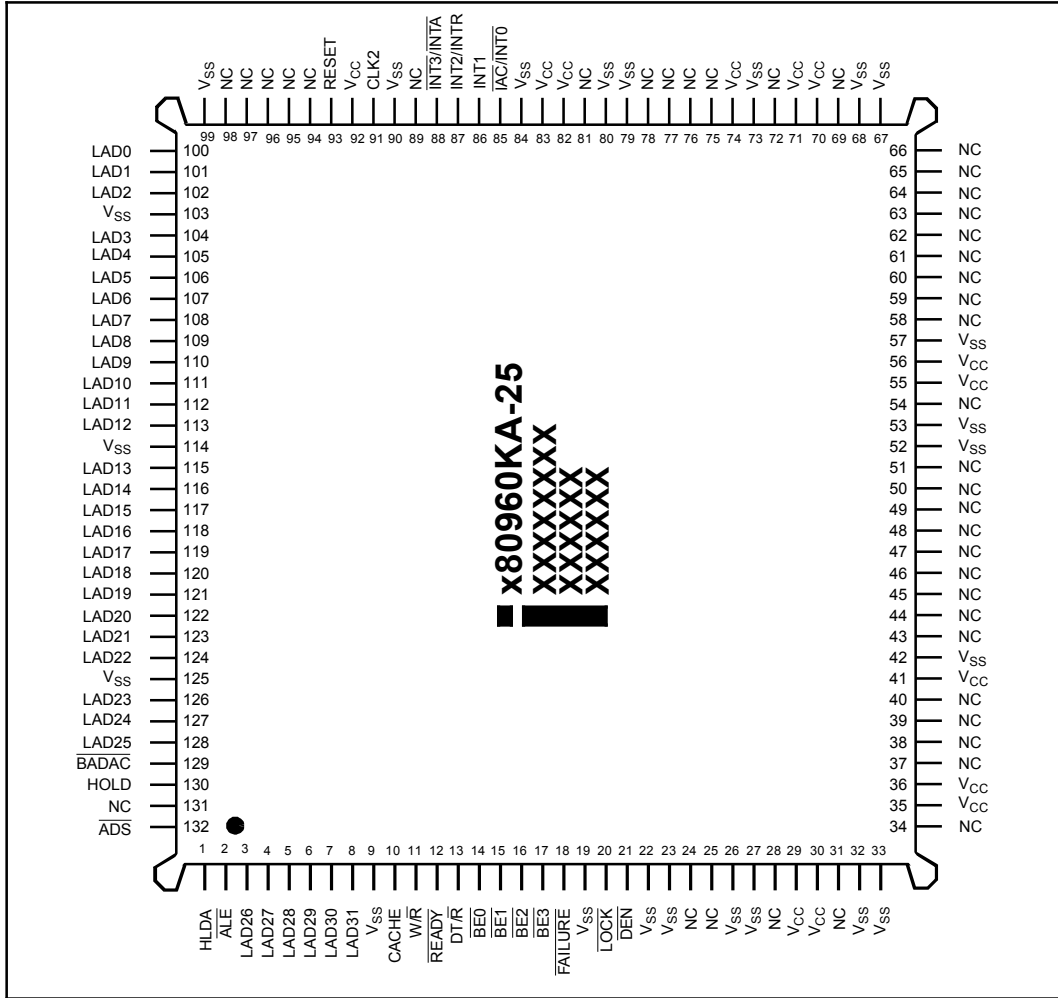 VSS NC NC NC NC NC RESET VCC CLK2 VSS NC INT3/INTA INT2/INTR INT1 IAC/INT0 VSS VCC VCC NC VSS VSS NC NC NC NC VCC VSS NC VCC VCC NC VSS VSS
99 98 97 96 95 94 93 92 91 90 89 88 87 86 85 84 83 82 81 80 79 78 77 76 75 74 73 72 71 70 69 68 67
LAD0 100 66 NC
LAD1 101 65 NC
LAD2 102 64 NC
VSS 103 63 NC
LAD3 104 62 NC
LAD4 105 61 NC
LAD5 106 60 NC
LAD6 107 59 NC
LAD7 108 58 NC
LAD8 109 57 VSS
LAD9 110 56 VCC
LAD10 111 55 VCC
LAD11 112 54 NC
LAD12 113 53 VSS
VSS 114 52 VSS
LAD13 115 51 NC
LAD14 116 50 NC
LAD15 117 49 NC
LAD16 118 48 NC
LAD17 119 47 NC
LAD18 120 46 NC
LAD19 121 45 NC
LAD20 122 44 NC
LAD21 123 43 NC
LAD22 124 42 VSS
VSS 125 41 VCC
LAD23 126 40 NC
LAD24 127 39 NC
LAD25 128 38 NC
BADAC 129 37 NC
HOLD 130 36 VCC
NC 131 35 VCC
ADS 132 34 NC
x80960KA-25
XXXXXXXX
XXXXXX
XXXXXX
1 2 3 4 5 6 7 8 9 10 11 12 13 14 15 16 17 18 19 20 21 22 23 24 25 26 27 28 29 30 31 32 33
HLDA ALE LAD26 LAD27 LAD28 LAD29 LAD30 LAD31 VSS CACHE W/R READY DT/R BE0 BE1 BE2 BE3 FAILURE VSS LOCK DEN VSS VSS NC NC VSS VSS NC VCC VCC NC VSS VSS